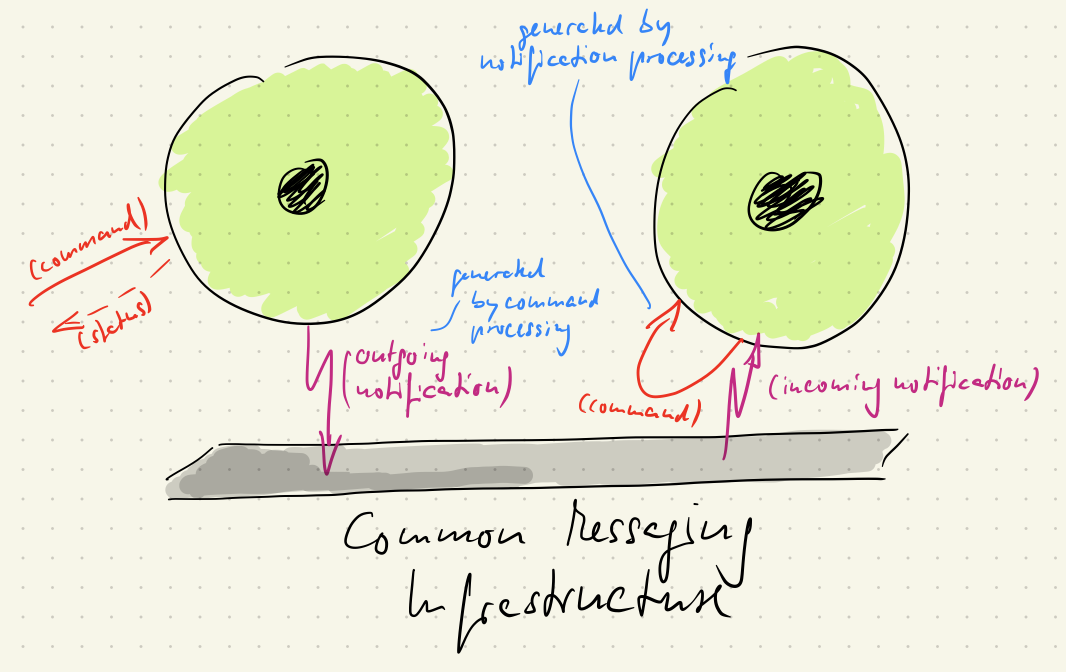 generated by
notification processing
(command)
(status)
generated
by command
processing
(outgoing
notification)
(command)
(incoming notification)
Common Messaging
Infrastructure